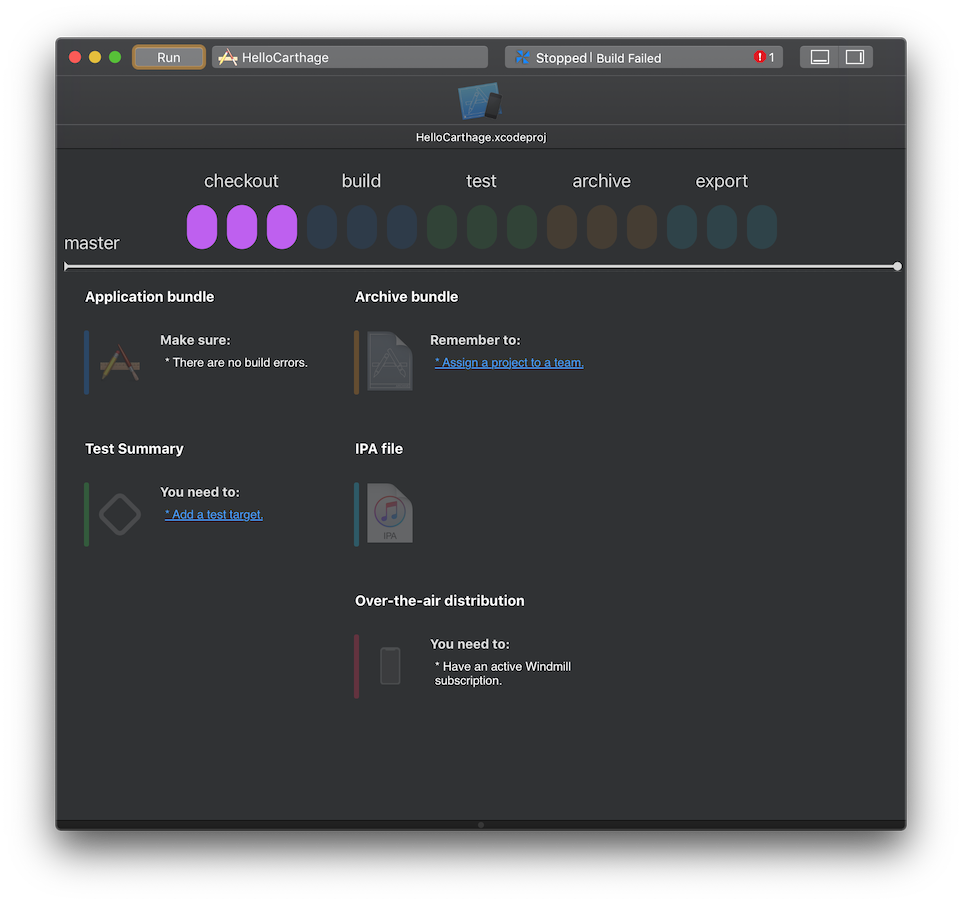 Run
HelloCarthage
Stopped | Build Failed
! 1
HelloCarthage.xcodeproj
checkout build test archive export
master
Application bundle
Make sure:
* There are no build errors.
Archive bundle
Remember to:
* Assign a project to a team.
Test Summary
You need to:
* Add a test target.
IPA file
IPA
Over-the-air distribution
You need to:
* Have an active Windmill
subscription.